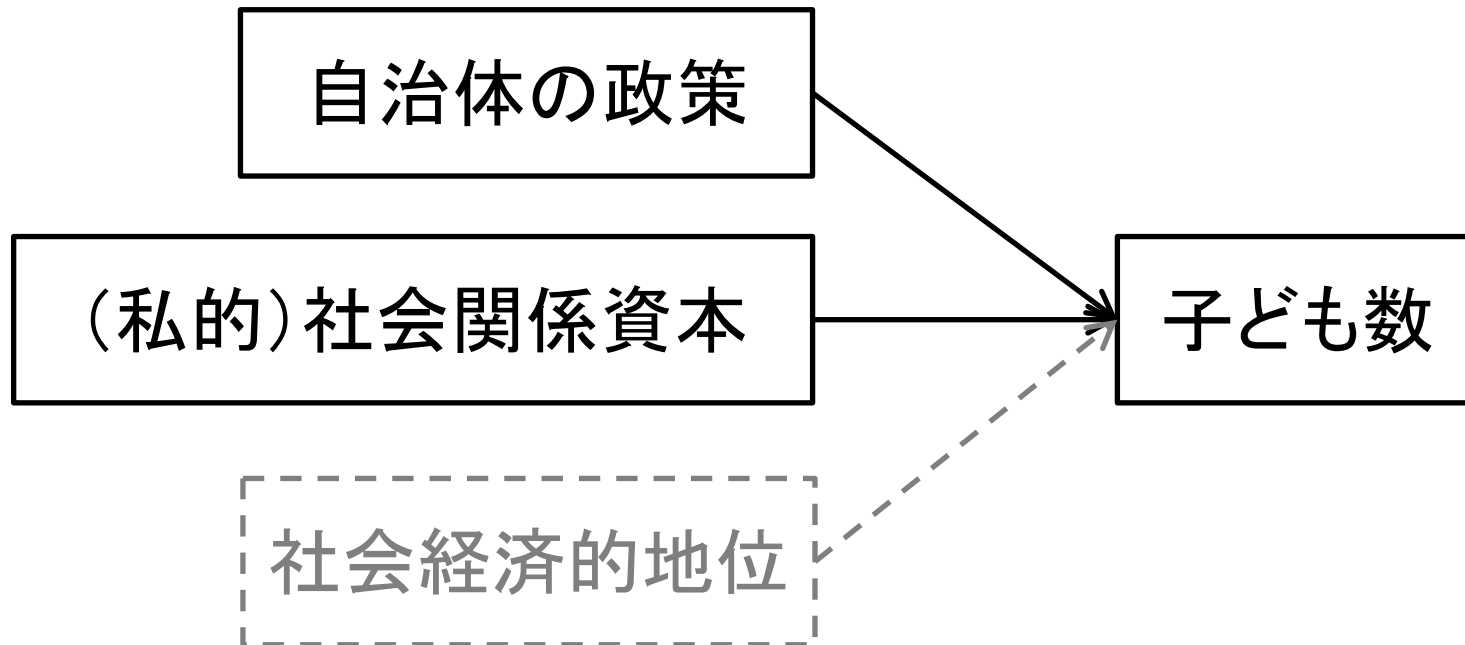 自治体の政策
（私的）社会関係資本
子ども数
社会経済的地位